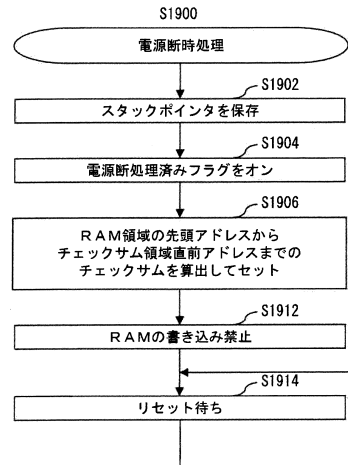 S1900
電源断時処理
S1902
スタックポインタを保存
S1904
電源断処理済みフラグをオン
S1906
ＲＡＭ領域の先頭アドレスから
チェックサム領域直前アドレスまでの
チェックサムを算出してセット
S1912
ＲＡＭの書き込み禁止
S1914
リセット待ち